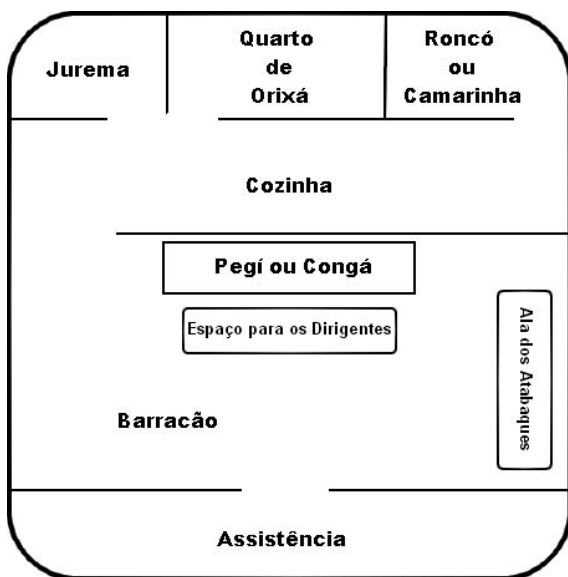 Jurema
Quarto
de
Orixá
Roncó
ou
Camarinha
Cozinha
Pegí ou Congá
Espaço para os Dirigentes
Ala dos Atabaques
Barracão
Assistência